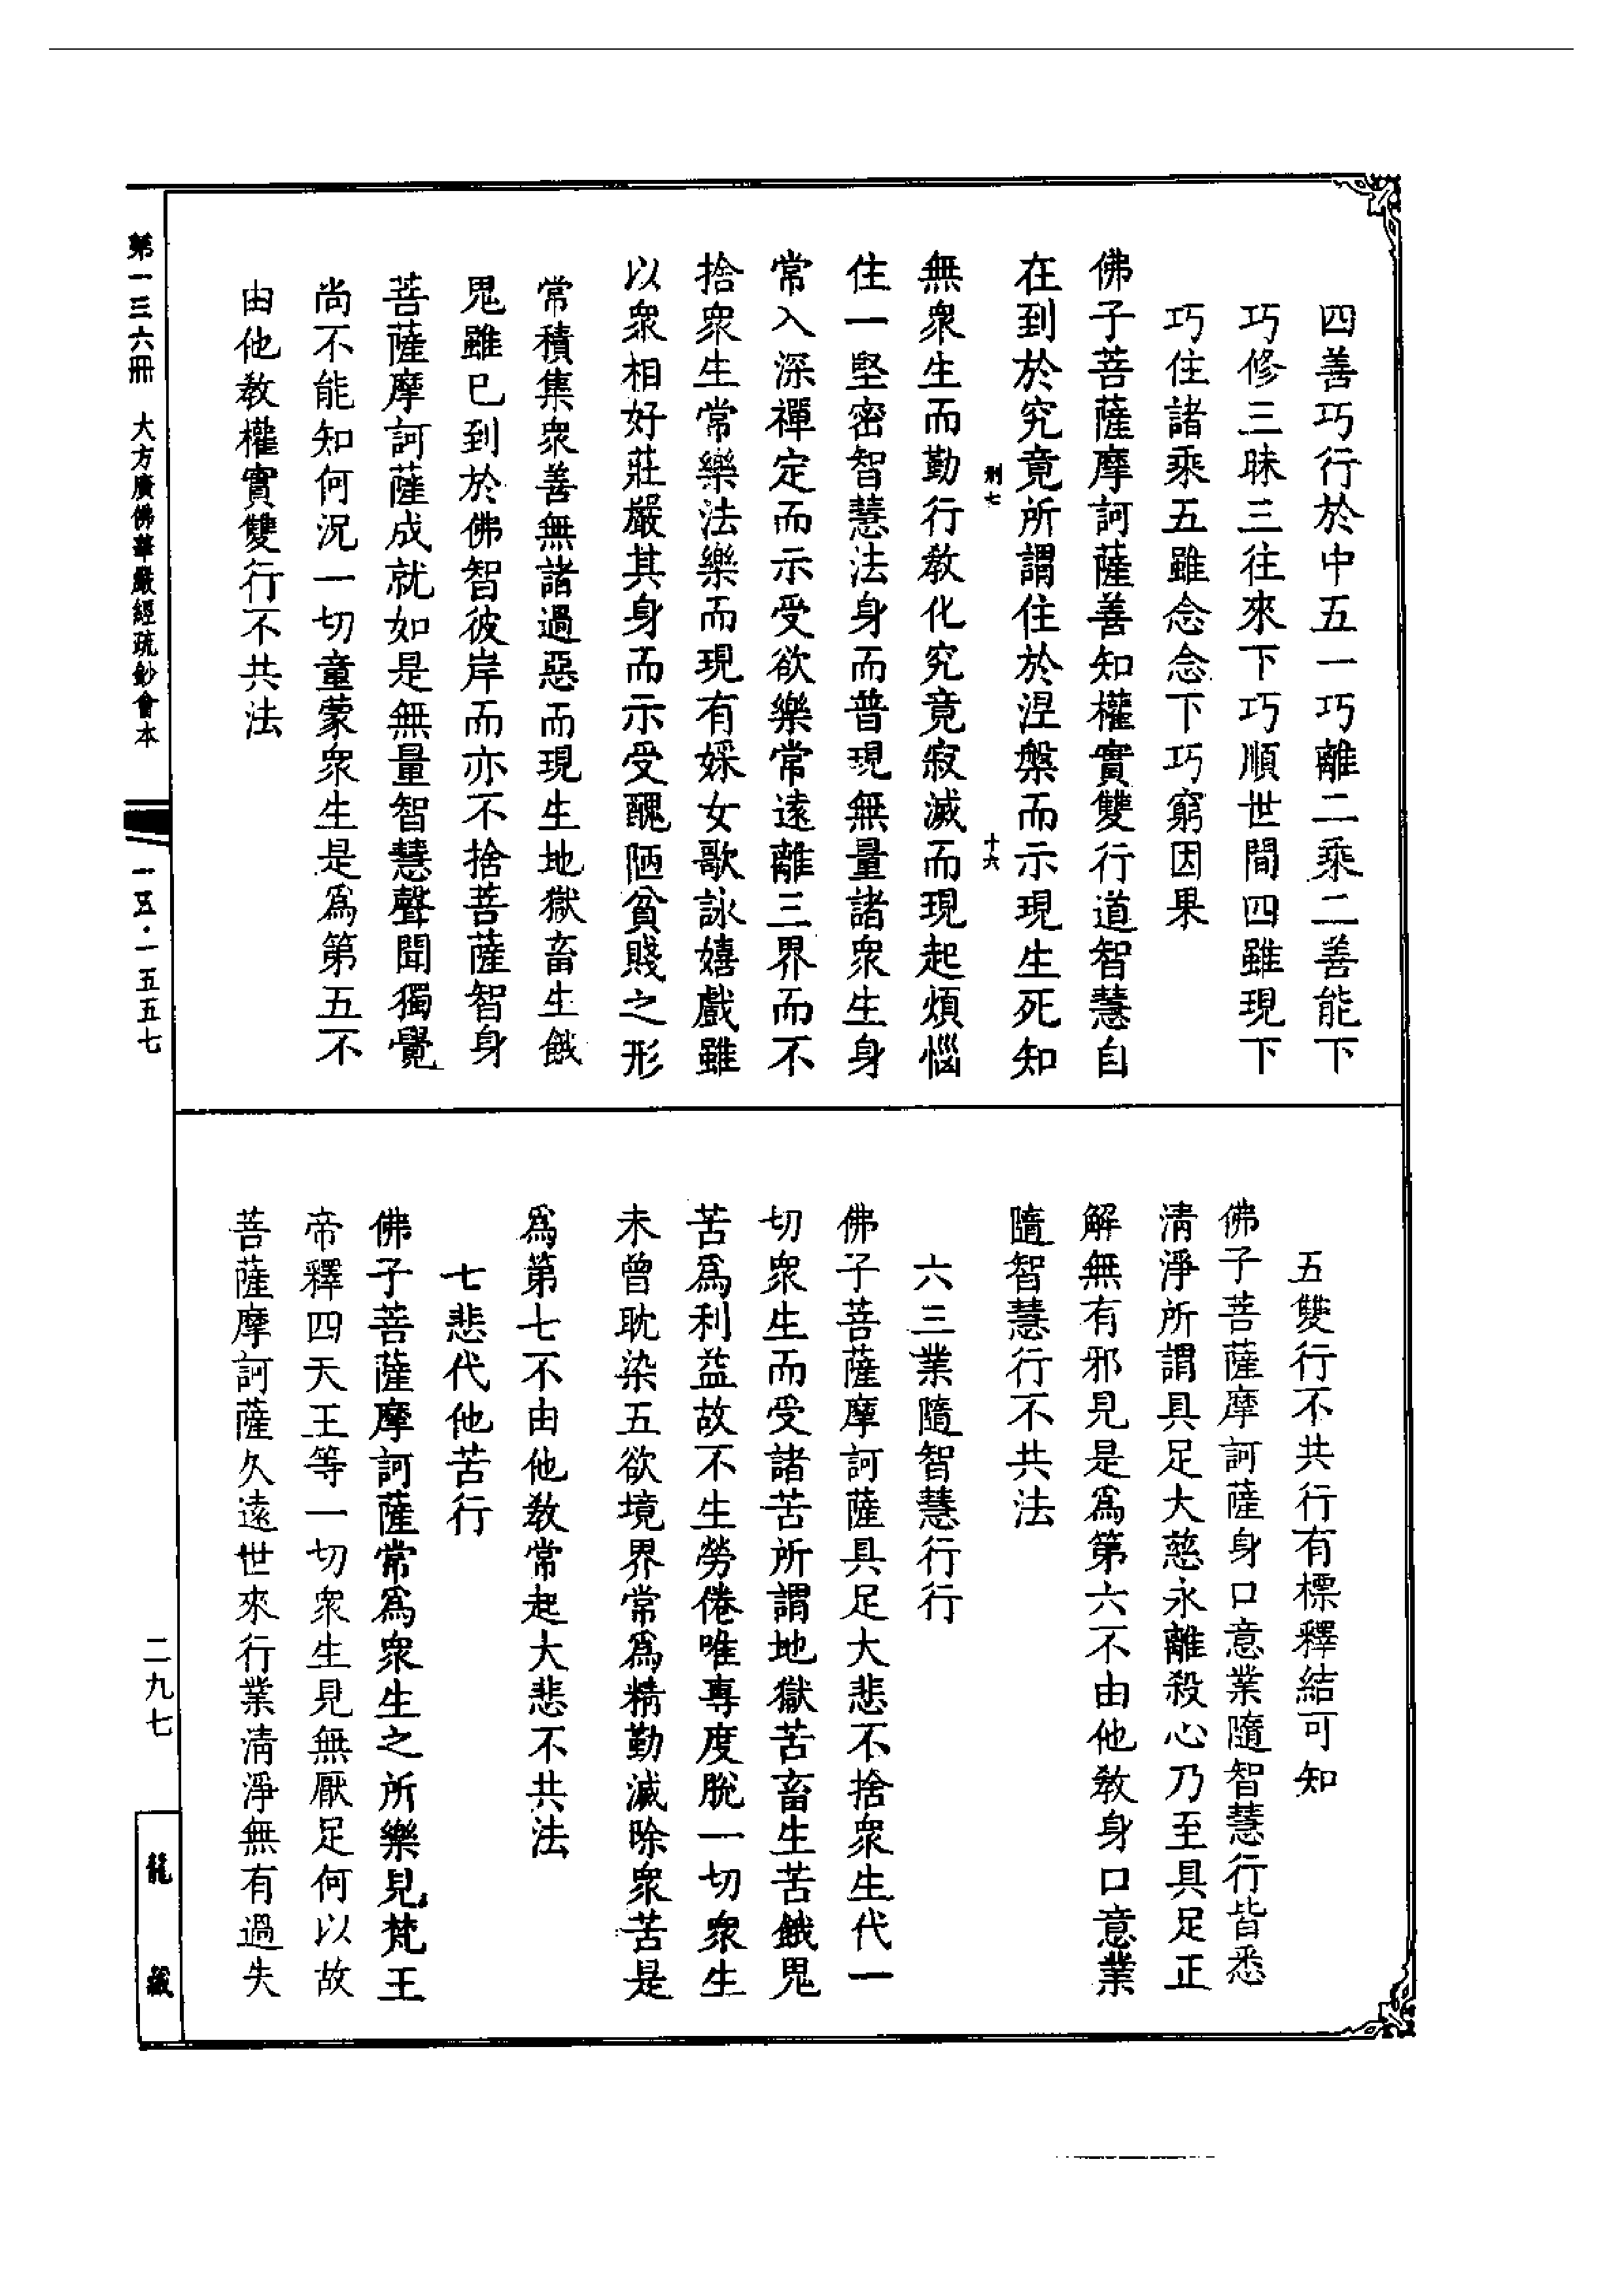 四善巧行於中五一巧離二乘二善能下
巧修三昧三往來下巧順世間四雖現下
巧住諸乘五雖念念下巧窮因果
佛子菩薩摩訶薩善知權實雙行道智慧自
在到於究竟所謂住於涅槃而示現生死知
十六
無衆生而勤行教化究竟寂滅而現起煩惱
住一堅密智慧法身而普現無量諸衆生身
常入深禪定而示受欲樂常遠離三界而不
捨衆生常樂法樂而現有婇女歌詠嬉戲雖
以衆相好莊嚴其身而示受醜陋貧賤之形
常積集衆善無諸過惡而現生地獄畜生餓
鬼雖已到於佛智彼岸而亦不捨菩薩智身
菩薩摩訶薩成就如是無量智慧聲聞獨覺
尚不能知何況一切童蒙衆生是爲第五不
由他教權實雙行不共法
五雙行不共行有標釋結可知
佛子菩薩摩訶薩身口意業隨智慧行皆悉
清淨所謂具足大慈永離殺心乃至具足正
解無有邪見是爲第六不由他教身口意業
隨智慧行不共法
六三業隨智慧行行
佛子菩薩摩訶薩具足大悲不捨衆生代一
切衆生而受諸苦所謂地獄苦畜生苦餓鬼
苦爲利益故不生勞倦唯專度脫一切衆生
未曾耽染五欲境界常爲精勤滅除衆苦是
爲第七不由他教常起大悲不共法
七悲代他苦行
佛子菩薩摩訶薩常爲衆生之所樂見梵王
帝釋四天王等一切衆生見無厭足何以故
菩薩摩訶薩久遠世來行業清淨無有過失
第一三六冊 大方廣佛華嚴經疏鈔會本
一五五·一五五七
二九七
龍藏